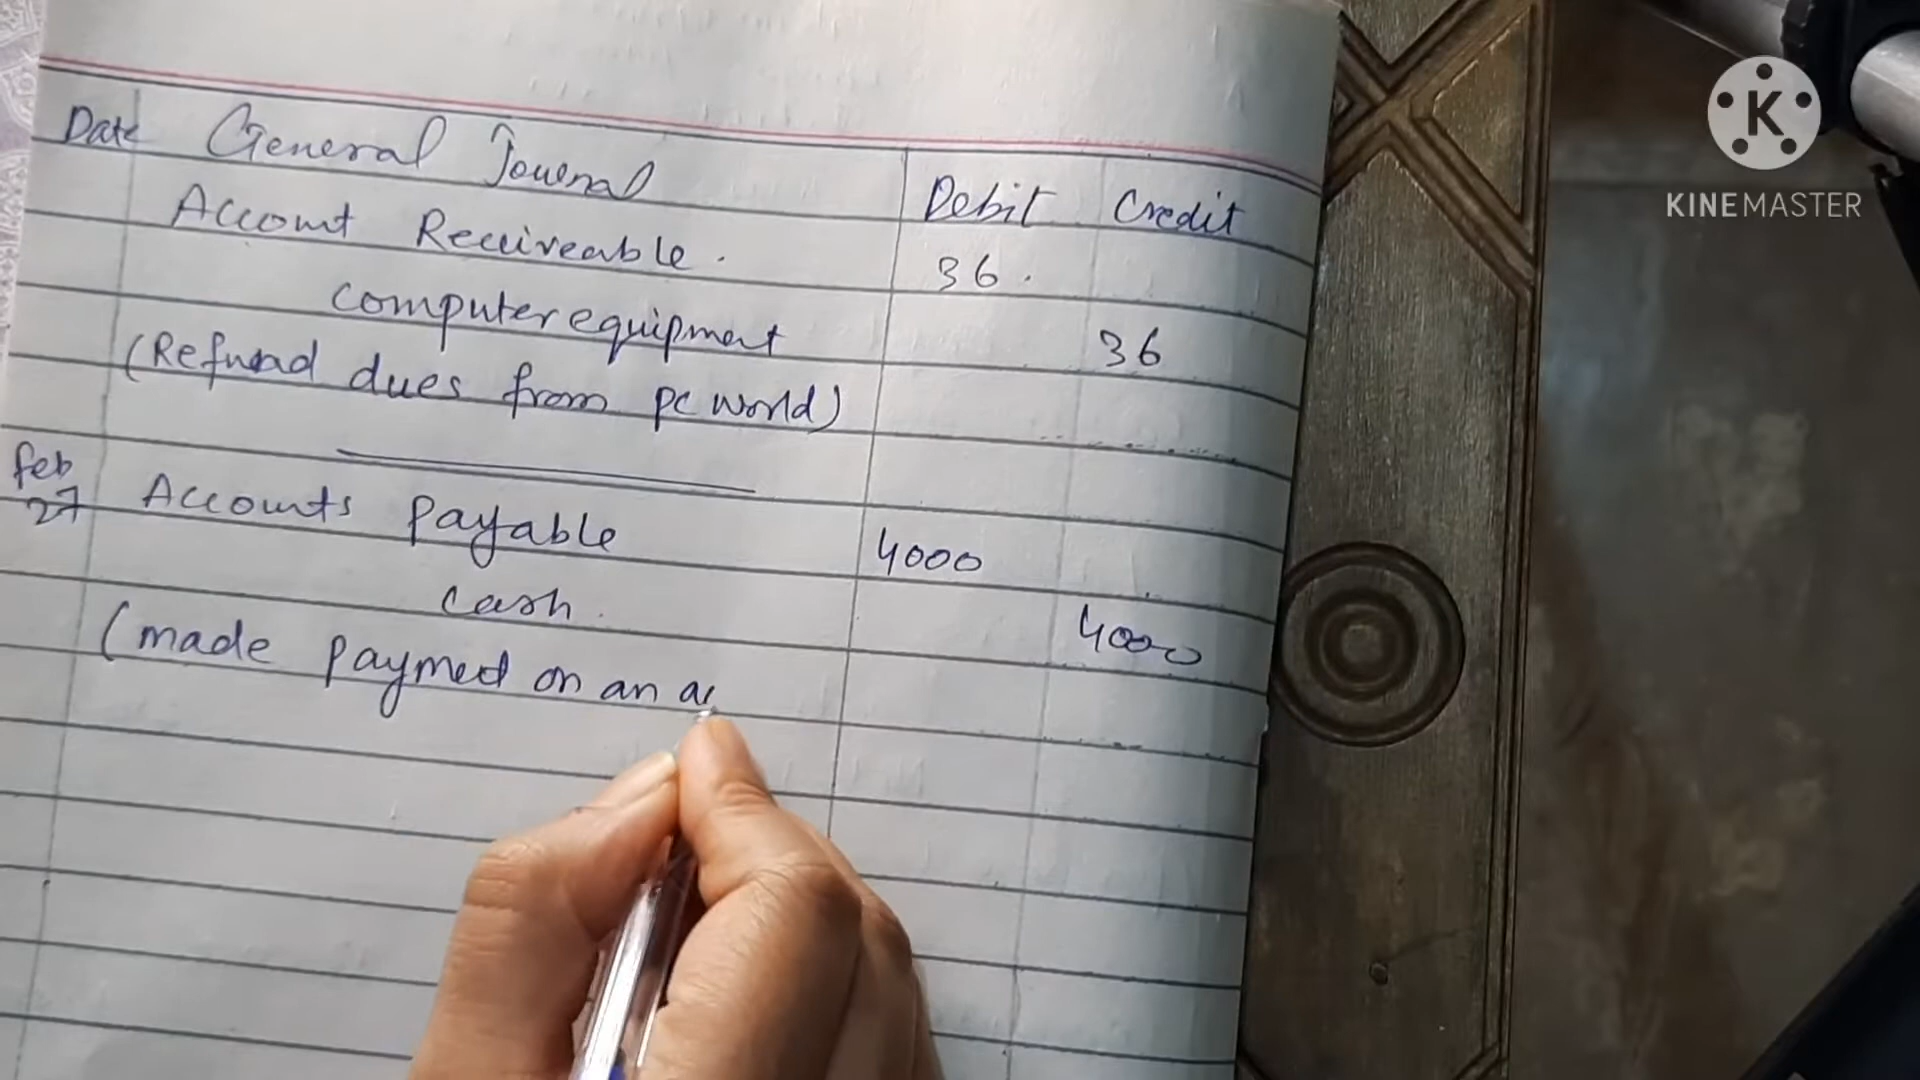 Date General Journal Debit Credit
Account Receiveable. 36.
computer equipment 36
(Refund dues from pc world)
feb
27 Accounts payable 4000
cash. 4000
(made payment on an ac
K
KINEMASTER